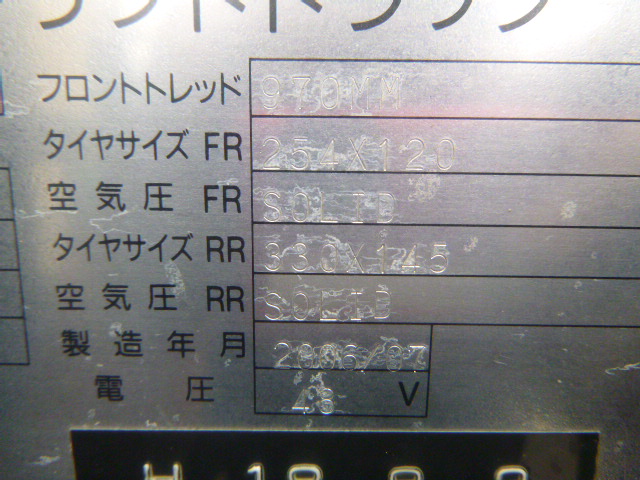 フロントトレッド 970MM
タイヤサイズ FR 254X120
空気圧 FR SOLID
タイヤサイズ RR 330X145
空気圧 RR SOLID
製造年月 2006/07
電圧 48 V